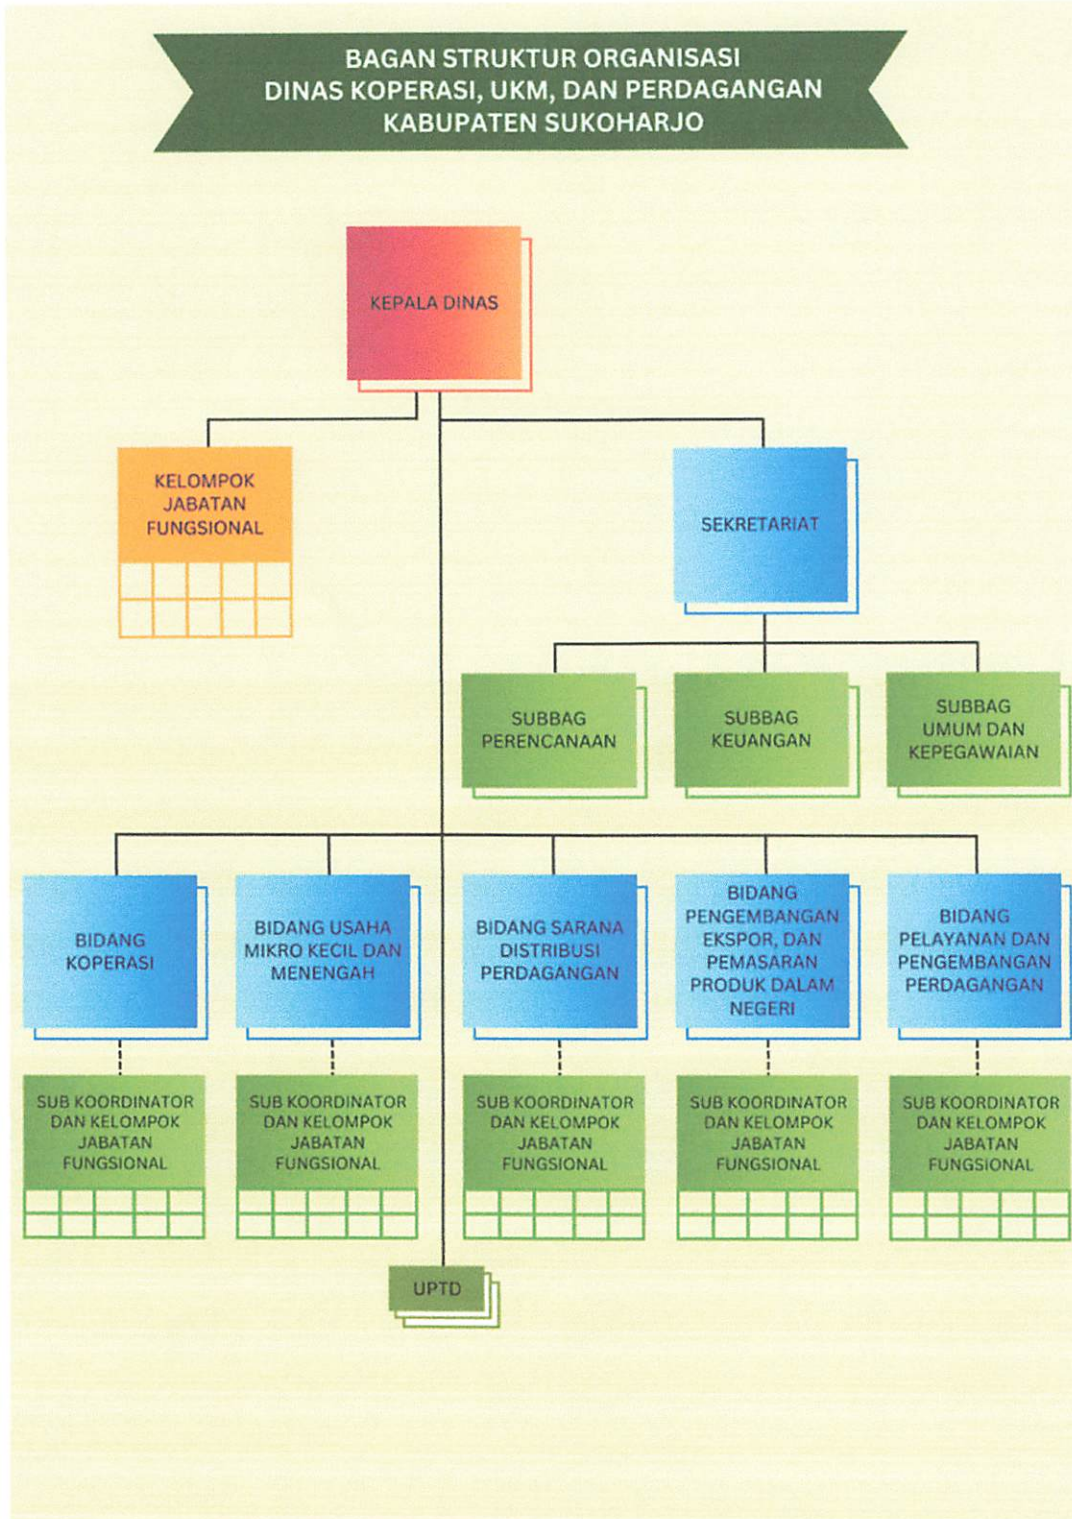 BAGAN STRUKTUR ORGANISASI
DINAS KOPERASI, UKM, DAN PERDAGANGAN
KABUPATEN SUKOHARJO
KEPALA DINAS
KELOMPOK
JABATAN
FUNGSIONAL
SEKRETARIAT
SUBBAG
PERENCANAAN
SUBBAG
KEUANGAN
SUBBAG
UMUM DAN
KEPEGAWAIAN
BIDANG
KOPERASI
BIDANG USAHA
MIKRO KECIL DAN
MENENGAH
BIDANG SARANA
DISTRIBUSI
PERDAGANGAN
BIDANG
PENGEMBANGAN
EKSPOR, DAN
PEMASARAN
PRODUK DALAM
NEGERI
BIDANG
PELAYANAN DAN
PENGEMBANGAN
PERDAGANGAN
SUB KOORDINATOR
DAN KELOMPOK
JABATAN
FUNGSIONAL
SUB KOORDINATOR
DAN KELOMPOK
JABATAN
FUNGSIONAL
SUB KOORDINATOR
DAN KELOMPOK
JABATAN
FUNGSIONAL
SUB KOORDINATOR
DAN KELOMPOK
JABATAN
FUNGSIONAL
SUB KOORDINATOR
DAN KELOMPOK
JABATAN
FUNGSIONAL
UPTD